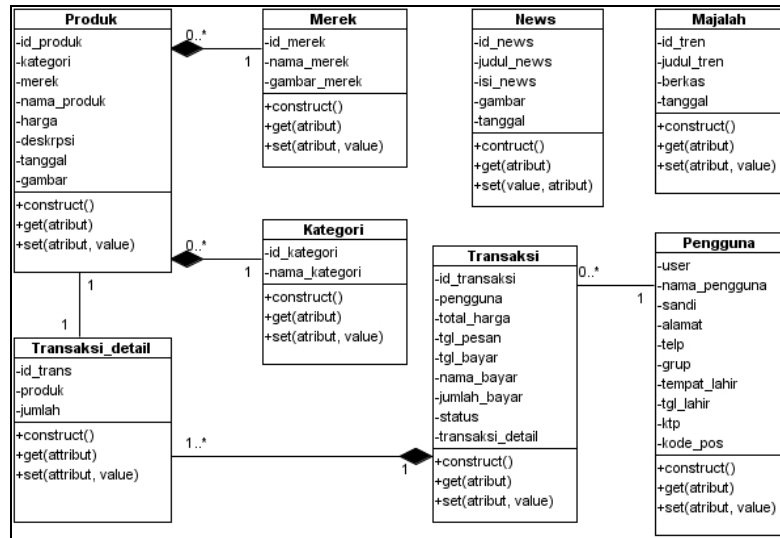 Produk
-id_produk
-kategori
-merek
-nama_produk
-harga
-deskrpsi
-tanggal
-gambar
+construct()
+get(atribut)
+set(atribut, value)
0..*
1
Merek
-id_merek
-nama_merek
-gambar_merek
+construct()
+get(atribut)
+set(atribut, value)
News
-id_news
-judul_news
-isi_news
-gambar
-tanggal
+contruct()
+get(atribut)
+set(value, atribut)
Majalah
-id_tren
-judul_tren
-berkas
-tanggal
+construct()
+get(atribut)
+set(atribut, value)
0..*
1
Kategori
-id_kategori
-nama_kategori
+construct()
+get(atribut)
+set(atribut, value)
1
1
Transaksi_detail
-id_trans
-produk
-jumlah
+construct()
+get(attribut)
+set(attribut, value)
1..*
1
Transaksi
-id_transaksi
-pengguna
-total_harga
-tgl_pesan
-tgl_bayar
-nama_bayar
-jumlah_bayar
-status
-transaksi_detail
+construct()
+get(atribut)
+set(atribut, value)
0..*
1
Pengguna
-user
-nama_pengguna
-sandi
-alamat
-telp
-grup
-tempat_lahir
-tgl_lahir
-ktp
-kode_pos
+construct()
+get(atribut)
+set(atribut, value)